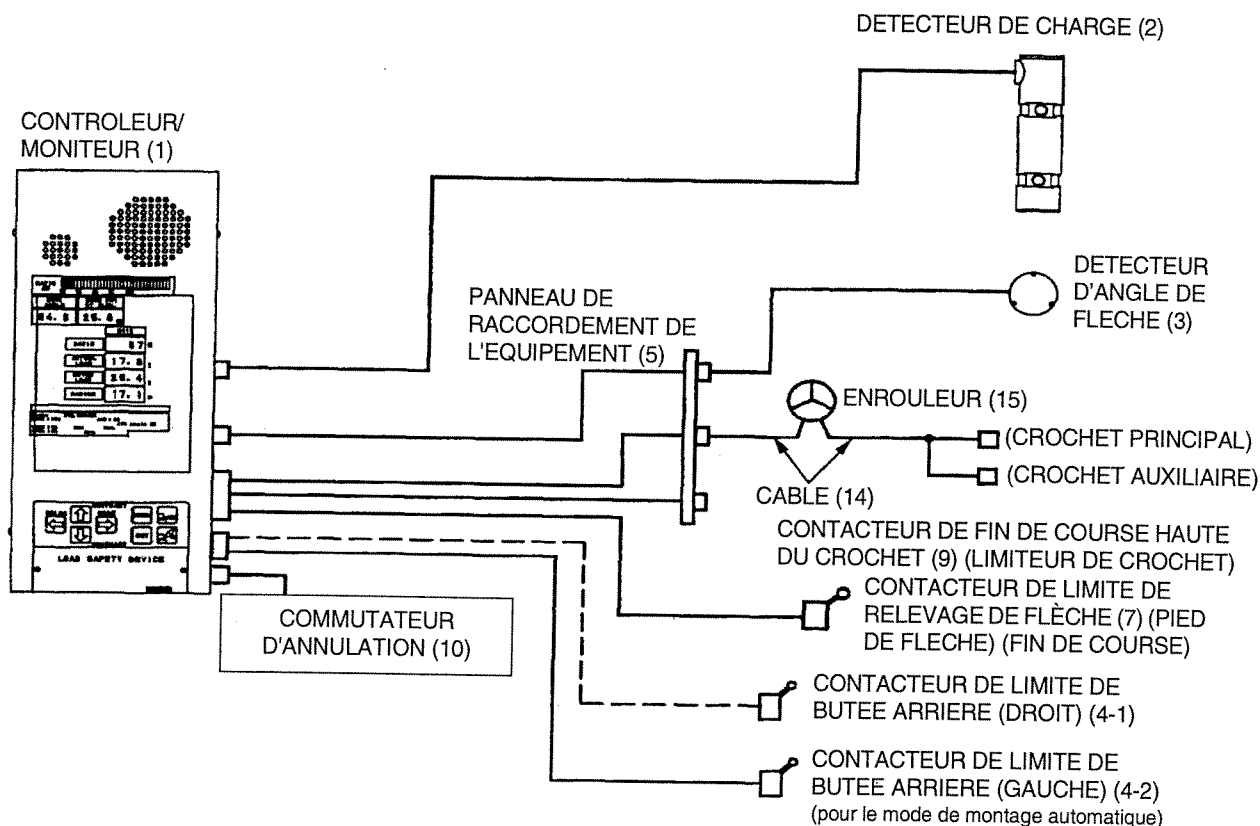 DETECTEUR DE CHARGE (2)
CONTROLEUR/
MONITEUR (1)
DETECTEUR
D'ANGLE DE
FLECHE (3)
PANNEAU DE
RACCORDEMENT DE
L'EQUIPEMENT (5)
ENROULEUR (15)
(CROCHET PRINCIPAL)
(CROCHET AUXILIAIRE)
CABLE (14)
CONTACTEUR DE FIN DE COURSE HAUTE
DU CROCHET (9) (LIMITEUR DE CROCHET)
CONTACTEUR DE LIMITE DE
RELEVAGE DE FLÈCHE (7) (PIED
DE FLECHE) (FIN DE COURSE)
LOAD SAFETY DEVICE
COMMUTATEUR
D'ANNULATION (10)
CONTACTEUR DE LIMITE DE
BUTEE ARRIERE (DROIT) (4-1)
CONTACTEUR DE LIMITE DE
BUTEE ARRIERE (GAUCHE) (4-2)
(pour le mode de montage automatique)